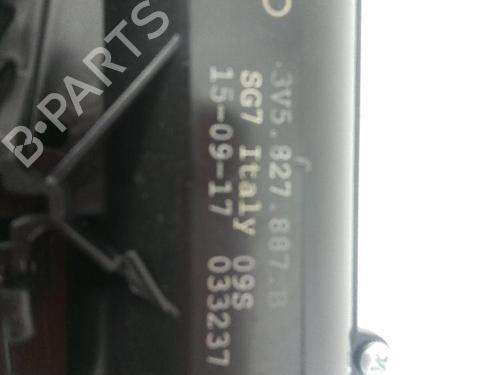 3V5.827.887.B
SG7 Italy 09S
15-09-17 033237
B-PARTS